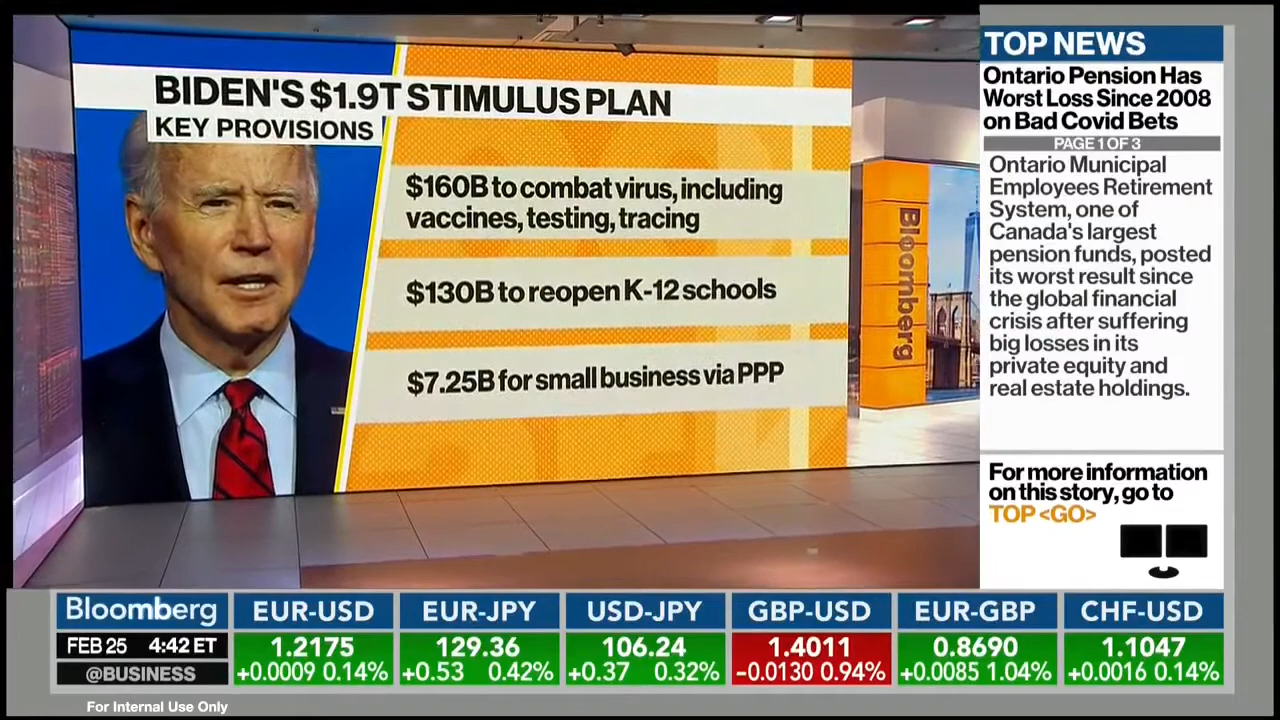 BIDEN'S $1.9T STIMULUS PLAN
KEY PROVISIONS
$160B to combat virus, including
vaccines, testing, tracing
$130B to reopen K-12 schools
$7.25B for small business via PPP
Bloomberg
TOP NEWS
Ontario Pension Has
Worst Loss Since 2008
on Bad Covid Bets
PAGE 1 OF 3
Ontario Municipal
Employees Retirement
System, one of
Canada's largest
pension funds, posted
its worst result since
the global financial
crisis after suffering
big losses in its
private equity and
real estate holdings.
For more information
on this story, go to
TOP <GO>
Bloomberg
FEB 25 4:42 ET
@BUSINESS
EUR-USD
1.2175
+0.0009 0.14%
EUR-JPY
129.36
+0.53 0.42%
USD-JPY
106.24
+0.37 0.32%
GBP-USD
1.4011
-0.0130 0.94%
EUR-GBP
0.8690
+0.0085 1.04%
CHF-USD
1.1047
+0.0016 0.14%
For Internal Use Only